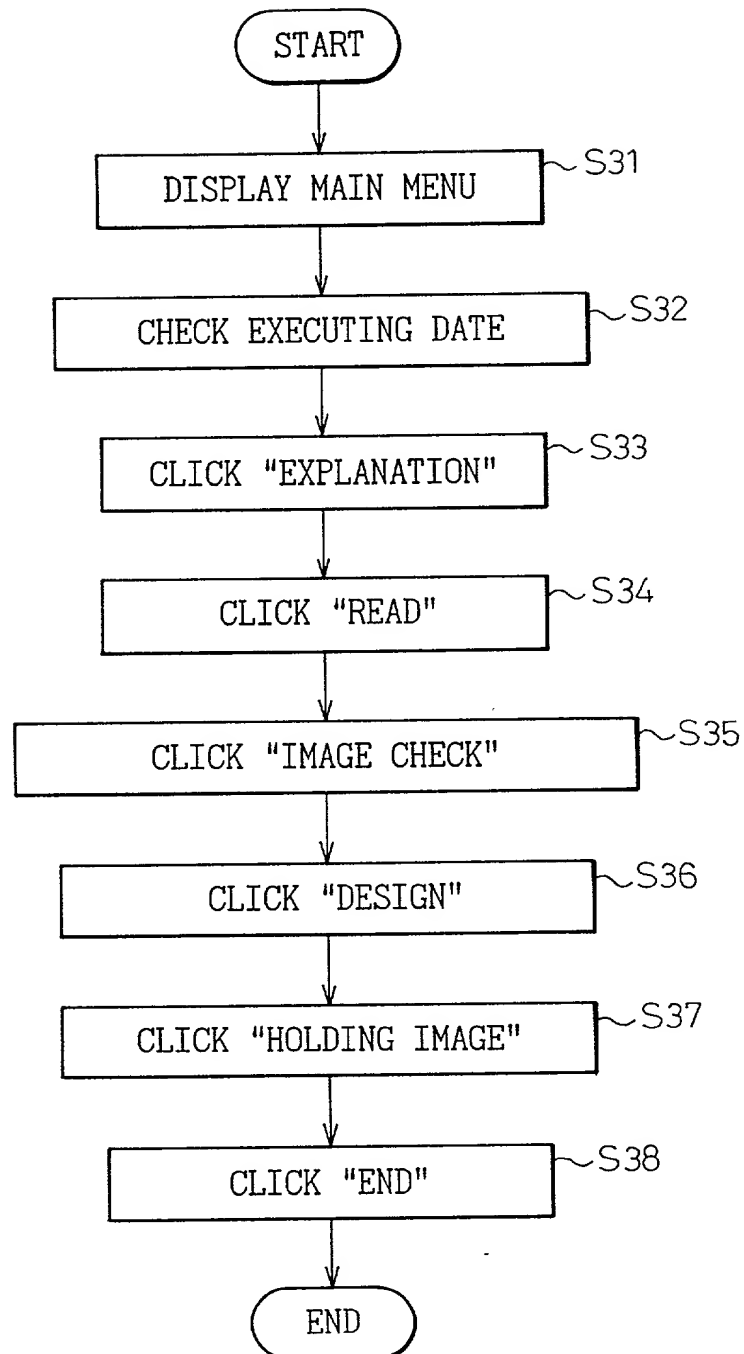 START
DISPLAY MAIN MENU
S31
CHECK EXECUTING DATE
S32
CLICK "EXPLANATION"
S33
CLICK "READ"
S34
CLICK "IMAGE CHECK"
S35
CLICK "DESIGN"
S36
CLICK "HOLDING IMAGE"
S37
CLICK "END"
S38
END